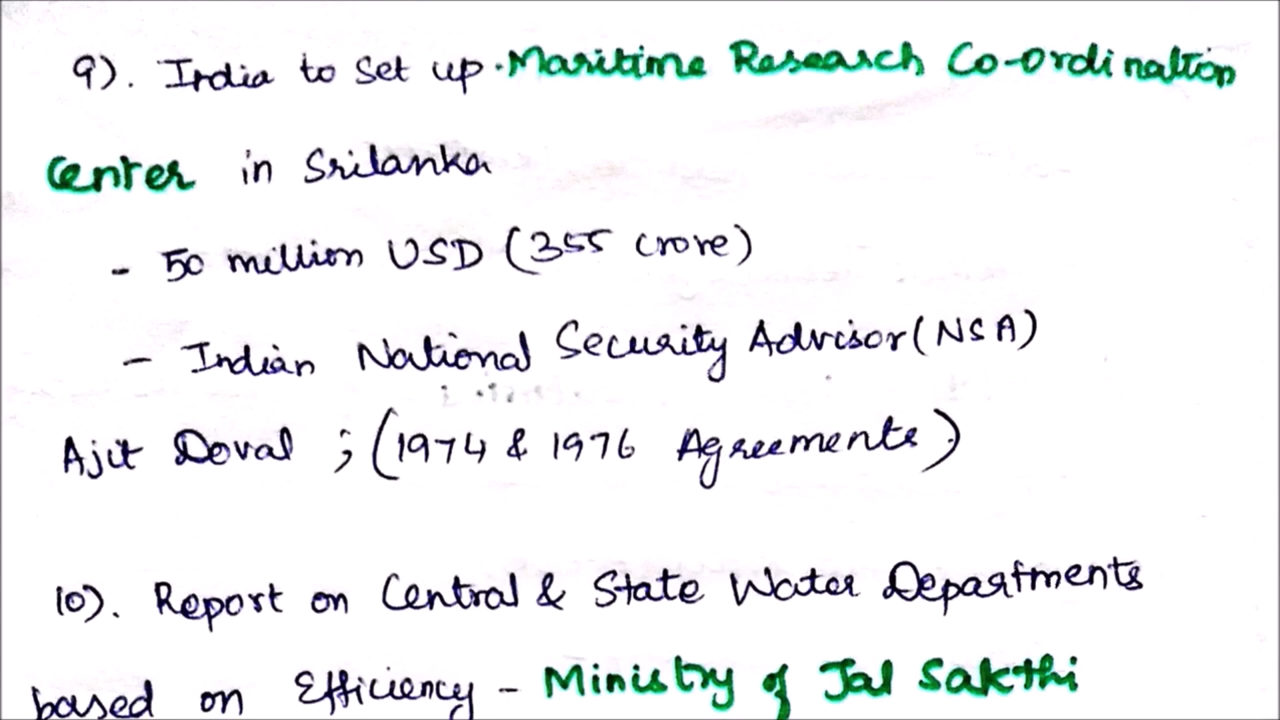 9). India to Set up. Maritime Research Co-ordination
Center in Srilanka
- 50 million USD (355 crore)
- Indian National Security Advisor (NSA)
Ajit Doval ; (1974 & 1976 Agreements)
10). Report on Central & State Water Departments
based on Efficiency - Ministry of Jal Sakthi